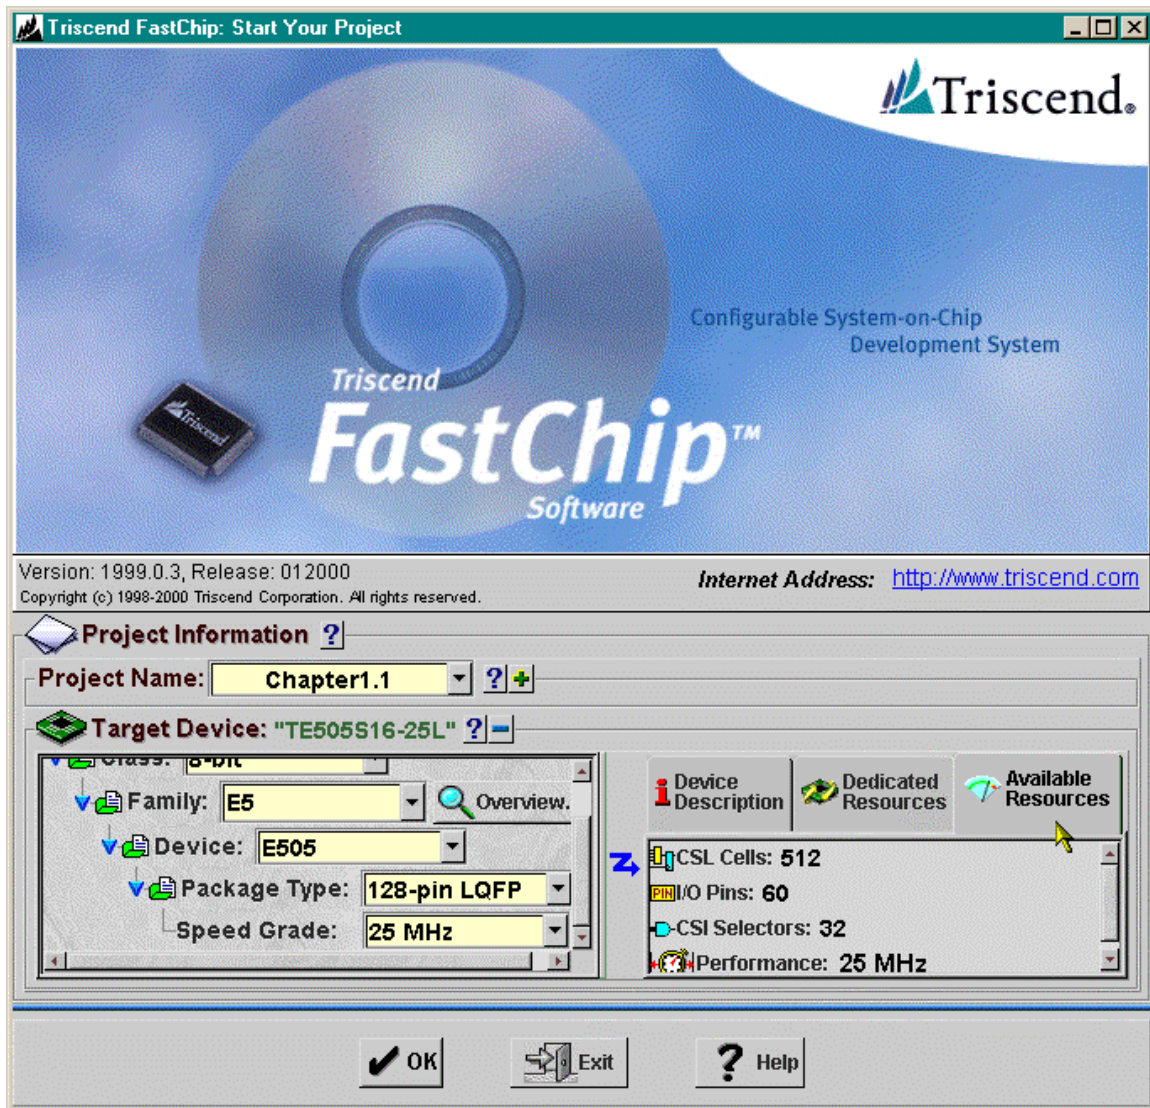 Triscend FastChip: Start Your Project
Triscend®
Configurable System-on-Chip
Development System
Triscend
Triscend
FastChip™
Software
Version: 1999.0.3, Release: 012000
Internet Address: http://www.triscend.com
Copyright (c) 1998-2000 Triscend Corporation. All rights reserved.
Project Information ?
Project Name: Chapter1.1 ? +
Target Device: "TE505S16-25L" ? -
Class: 8-bit
Family: E5 Overview.
Device: E505
Package Type: 128-pin LQFP
Speed Grade: 25 MHz
Device
Description
Dedicated
Resources
Available
Resources
CSL Cells: 512
PIN I/O Pins: 60
CSI Selectors: 32
Performance: 25 MHz
OK
Exit
? Help